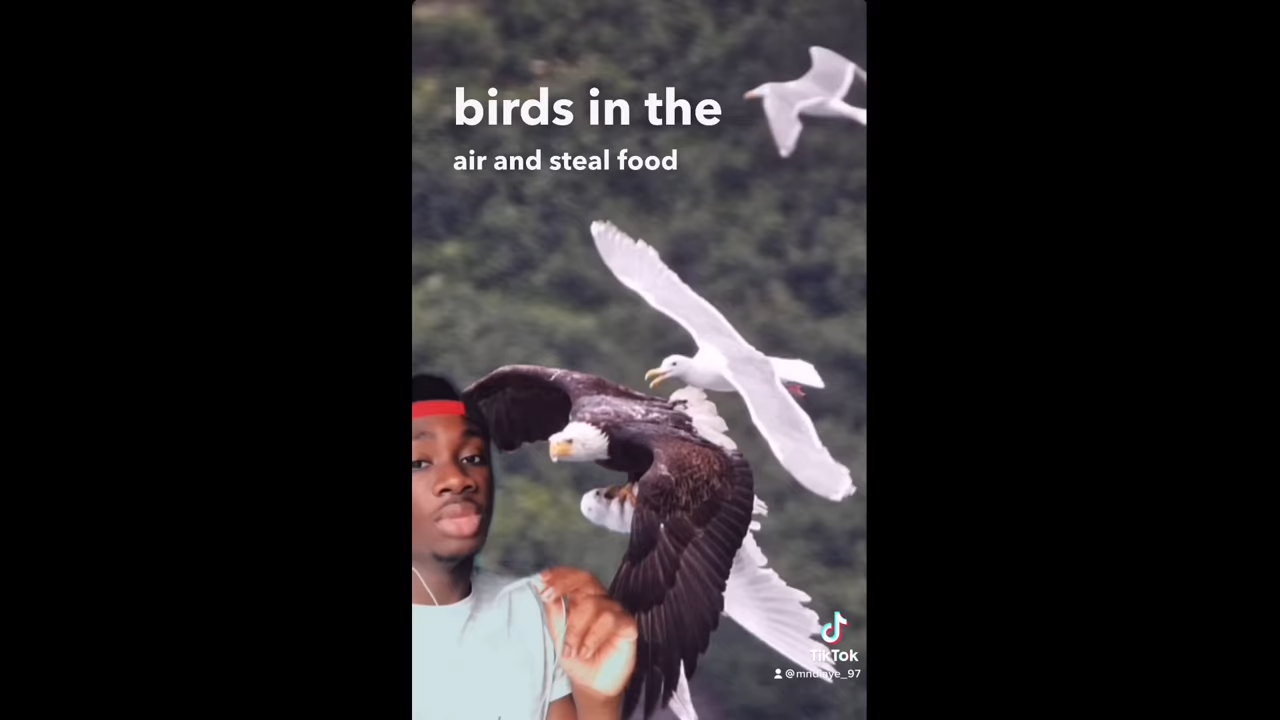 birds in the
air and steal food
TikTok